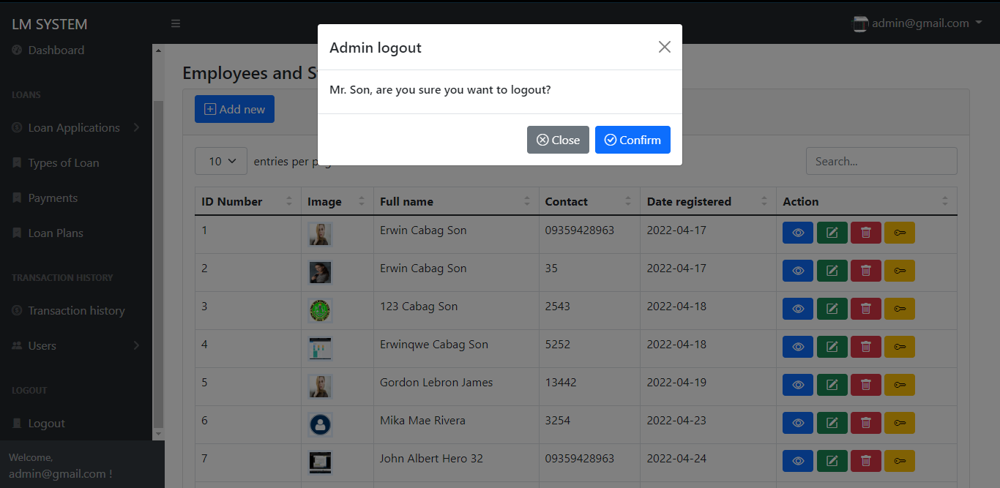 LM SYSTEM
admin@gmail.com
Dashboard
LOANS
Loan Applications
Types of Loan
Payments
Loan Plans
TRANSACTION HISTORY
Transaction history
Users
LOGOUT
Logout
Welcome,
admin@gmail.com !
Admin logout
Mr. Son, are you sure you want to logout?
Close Confirm
Employees and
Add new
10 entries per
Search...
ID Number Image Full name Contact Date registered Action
1 Erwin Cabag Son 09359428963 2022-04-17
2 Erwin Cabag Son 35 2022-04-17
3 123 Cabag Son 2543 2022-04-18
4 Erwinqwe Cabag Son 5252 2022-04-18
5 Gordon Lebron James 13442 2022-04-19
6 Mika Mae Rivera 3254 2022-04-23
7 John Albert Hero 32 09359428963 2022-04-24